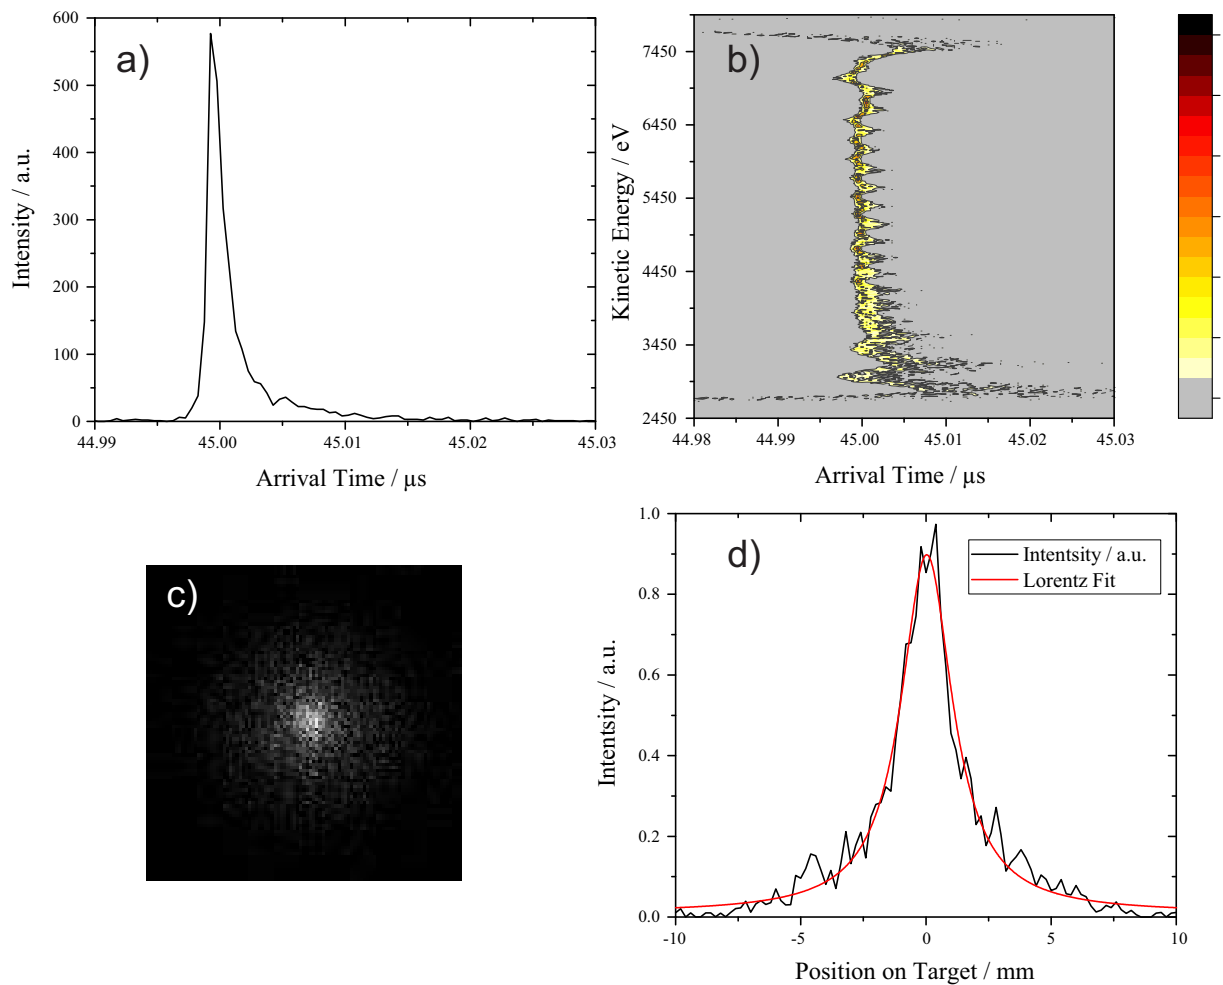 a)
600
500
400
300
200
100
0
Intensity / a.u.
44.99
45.00
45.01
45.02
45.03
Arrival Time / µs
b)
7450
6450
5450
4450
3450
2450
Kinetic Energy / eV
44.98
44.99
45.00
45.01
45.02
45.03
Arrival Time / µs
c)
d)
1.0
0.8
0.6
0.4
0.2
0.0
Intentsity / a.u.
Intentsity / a.u.
Lorentz Fit
-10
-5
0
5
10
Position on Target / mm